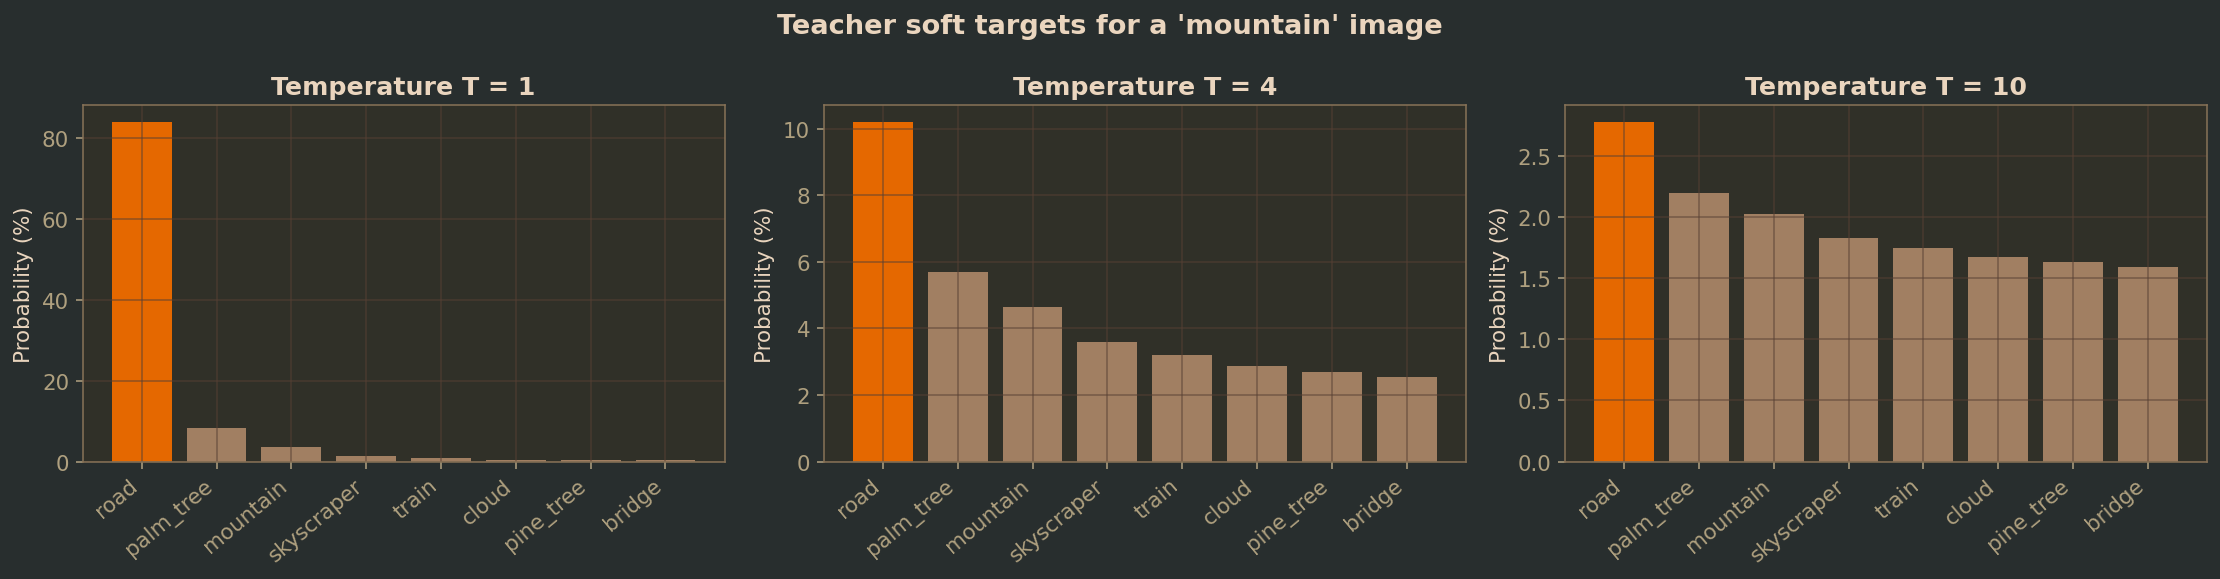 Teacher soft targets for a 'mountain' image
Temperature T = 1
Probability (%)
80
60
40
20
0
road
palm_tree
mountain
skyscraper
train
cloud
pine_tree
bridge
Temperature T = 4
Probability (%)
10
8
6
4
2
0
road
palm_tree
mountain
skyscraper
train
cloud
pine_tree
bridge
Temperature T = 10
Probability (%)
2.5
2.0
1.5
1.0
0.5
0.0
road
palm_tree
mountain
skyscraper
train
cloud
pine_tree
bridge